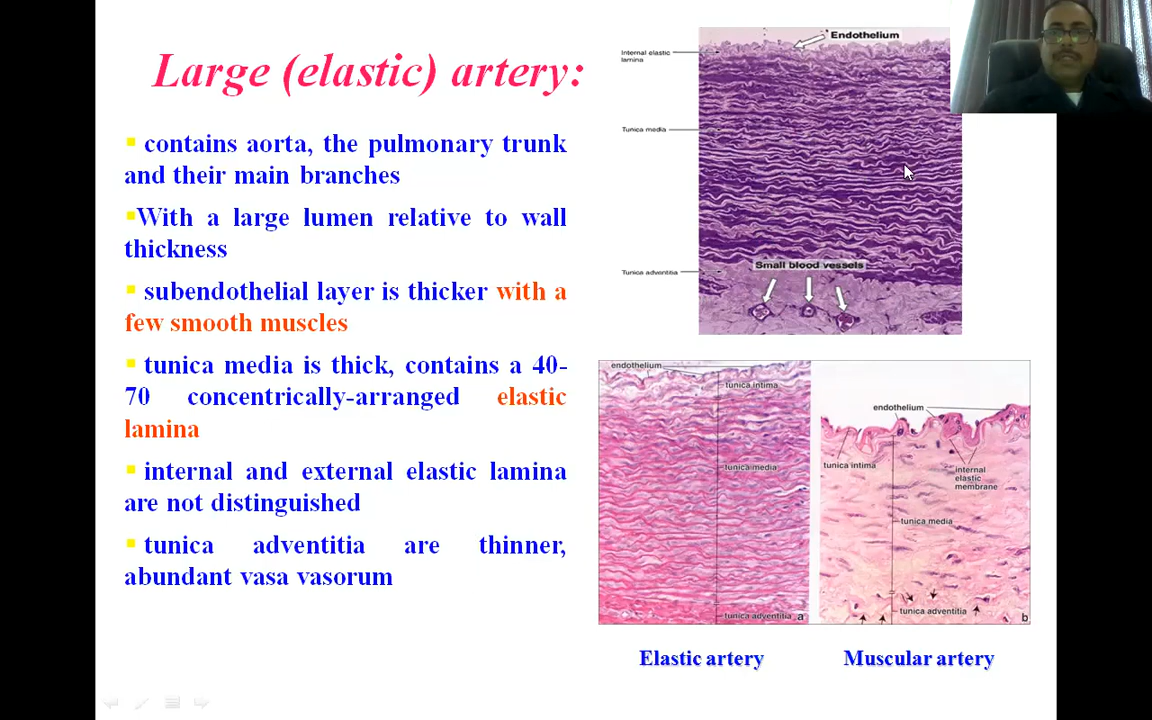 Large (elastic) artery:
▪ contains aorta, the pulmonary trunk
and their main branches
▪With a large lumen relative to wall
thickness
▪ subendothelial layer is thicker with a
few smooth muscles
▪ tunica media is thick, contains a 40-
70 concentrically-arranged elastic
lamina
▪ internal and external elastic lamina
are not distinguished
▪ tunica adventitia are thinner,
abundant vasa vasorum
Endothelium
Internal elastic
lamina
Tunica media
Small blood vessels
Tunica adventitia
endothelium
tunica intima
tunica media
tunica adventitia
a
endothelium
tunica intima
internal
elastic
membrane
tunica media
tunica adventitia
b
Elastic artery
Muscular artery